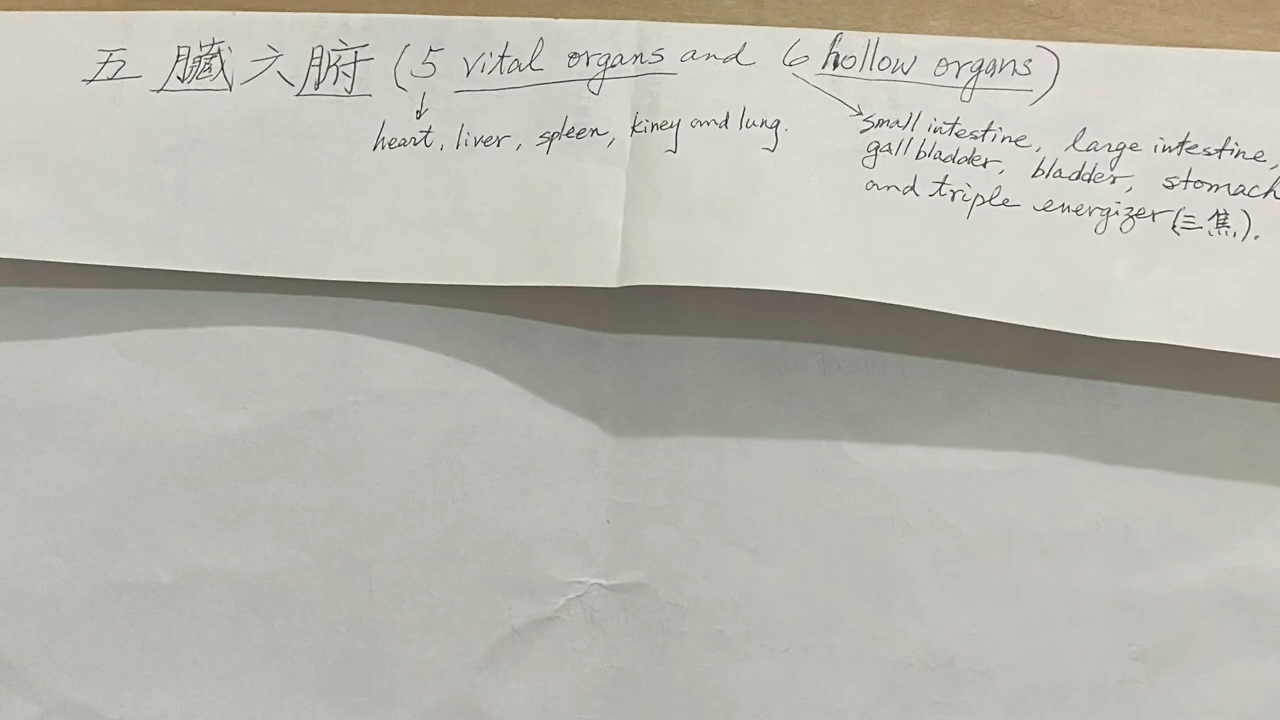 五臟六腑 (5 vital organs and 6 hollow organs)
heart, liver, spleen, kiney and lung.
small intestine, large intestine,
gallbladder, bladder, stomach
and triple energizer (三焦).